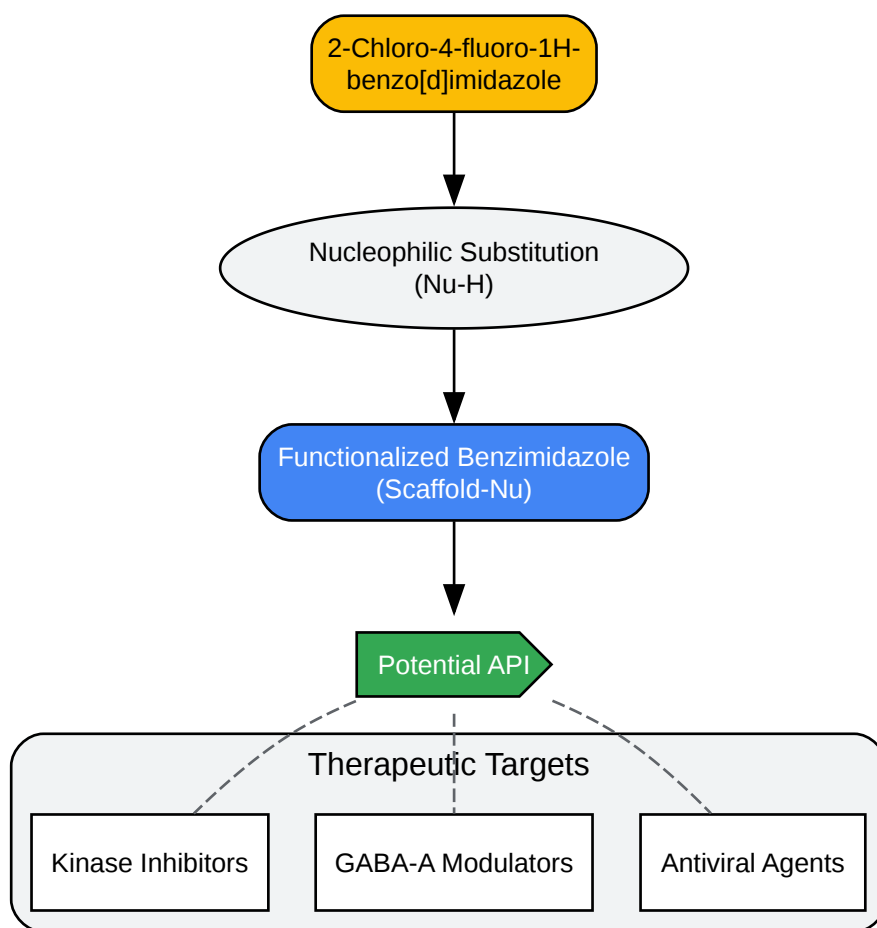 2-Chloro-4-fluoro-1H-
benzo[d]imidazole
Nucleophilic Substitution
(Nu-H)
Functionalized Benzimidazole
(Scaffold-Nu)
Potential API
Therapeutic Targets
Kinase Inhibitors
GABA-A Modulators
Antiviral Agents